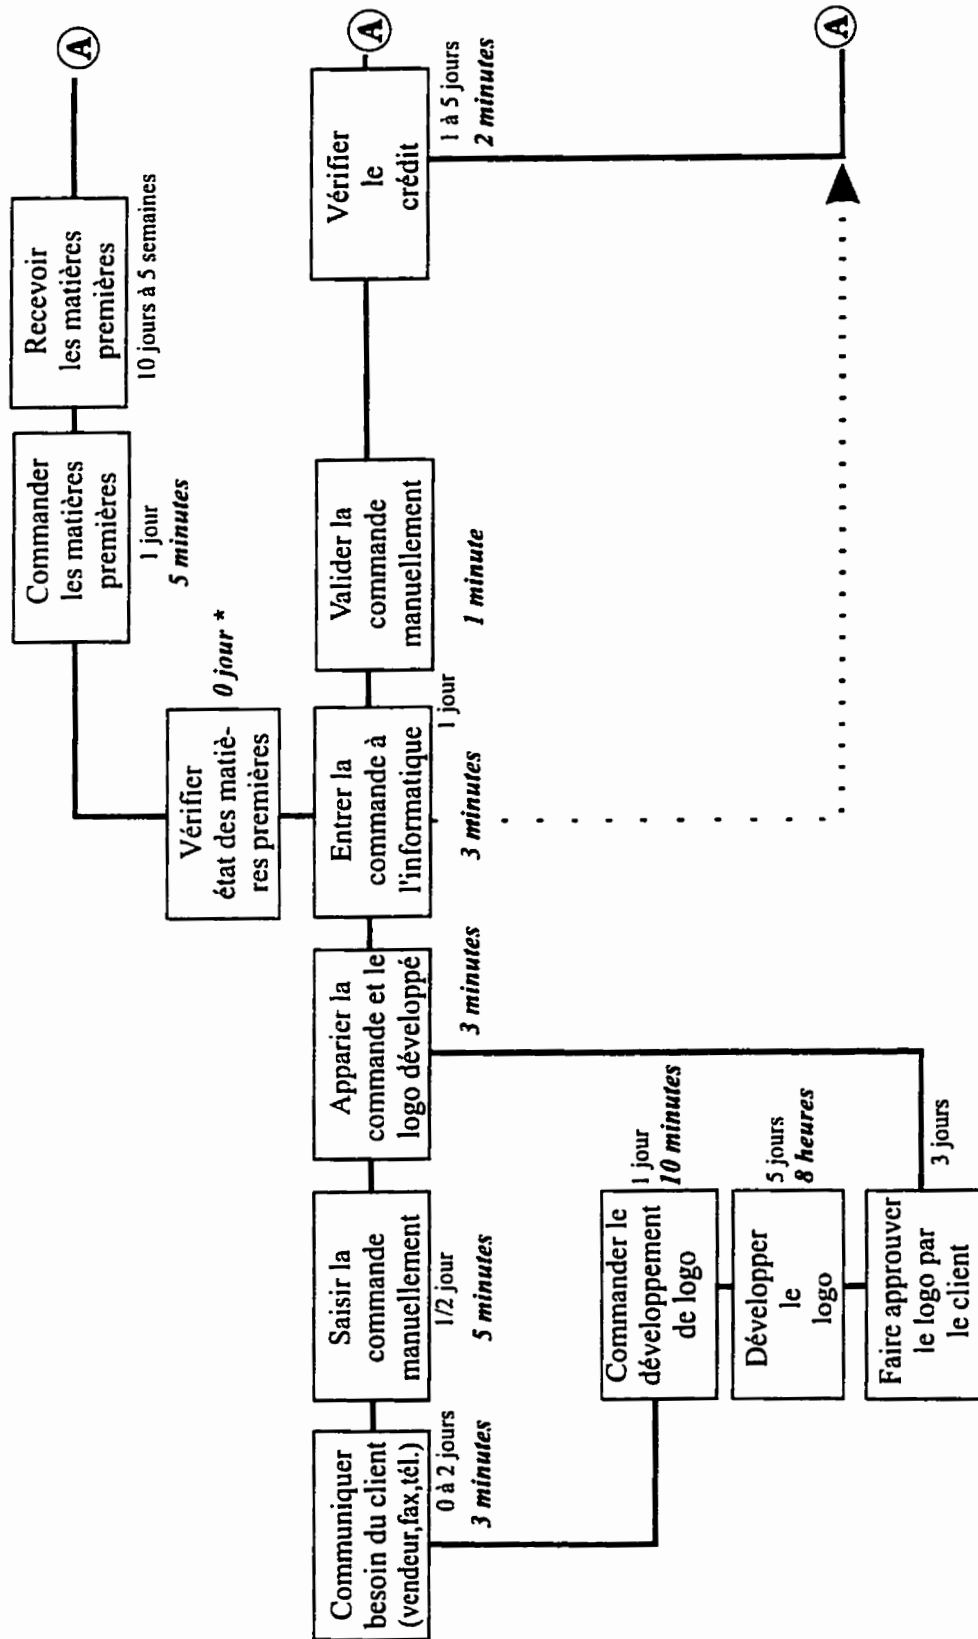 Commander
les matières
premières
1 jour
5 minutes
Recevoir
les matières
premières
10 jours à 5 semaines
A
Vérifier
état des matiè-
res premières
0 jour *
Communiquer
besoin du client
(vendeur,fax,tél.)
0 à 2 jours
3 minutes
Saisir la
commande
manuellement
1/2 jour
5 minutes
Apparier la
commande et le
logo développé
3 minutes
Entrer la
commande à
l'informatique
1 jour
3 minutes
Valider la
commande
manuellement
1 minute
Vérifier
le
crédit
1 à 5 jours
2 minutes
A
Commander le
développement
de logo
1 jour
10 minutes
Développer
le
logo
5 jours
8 heures
Faire approuver
le logo par
le client
3 jours
A